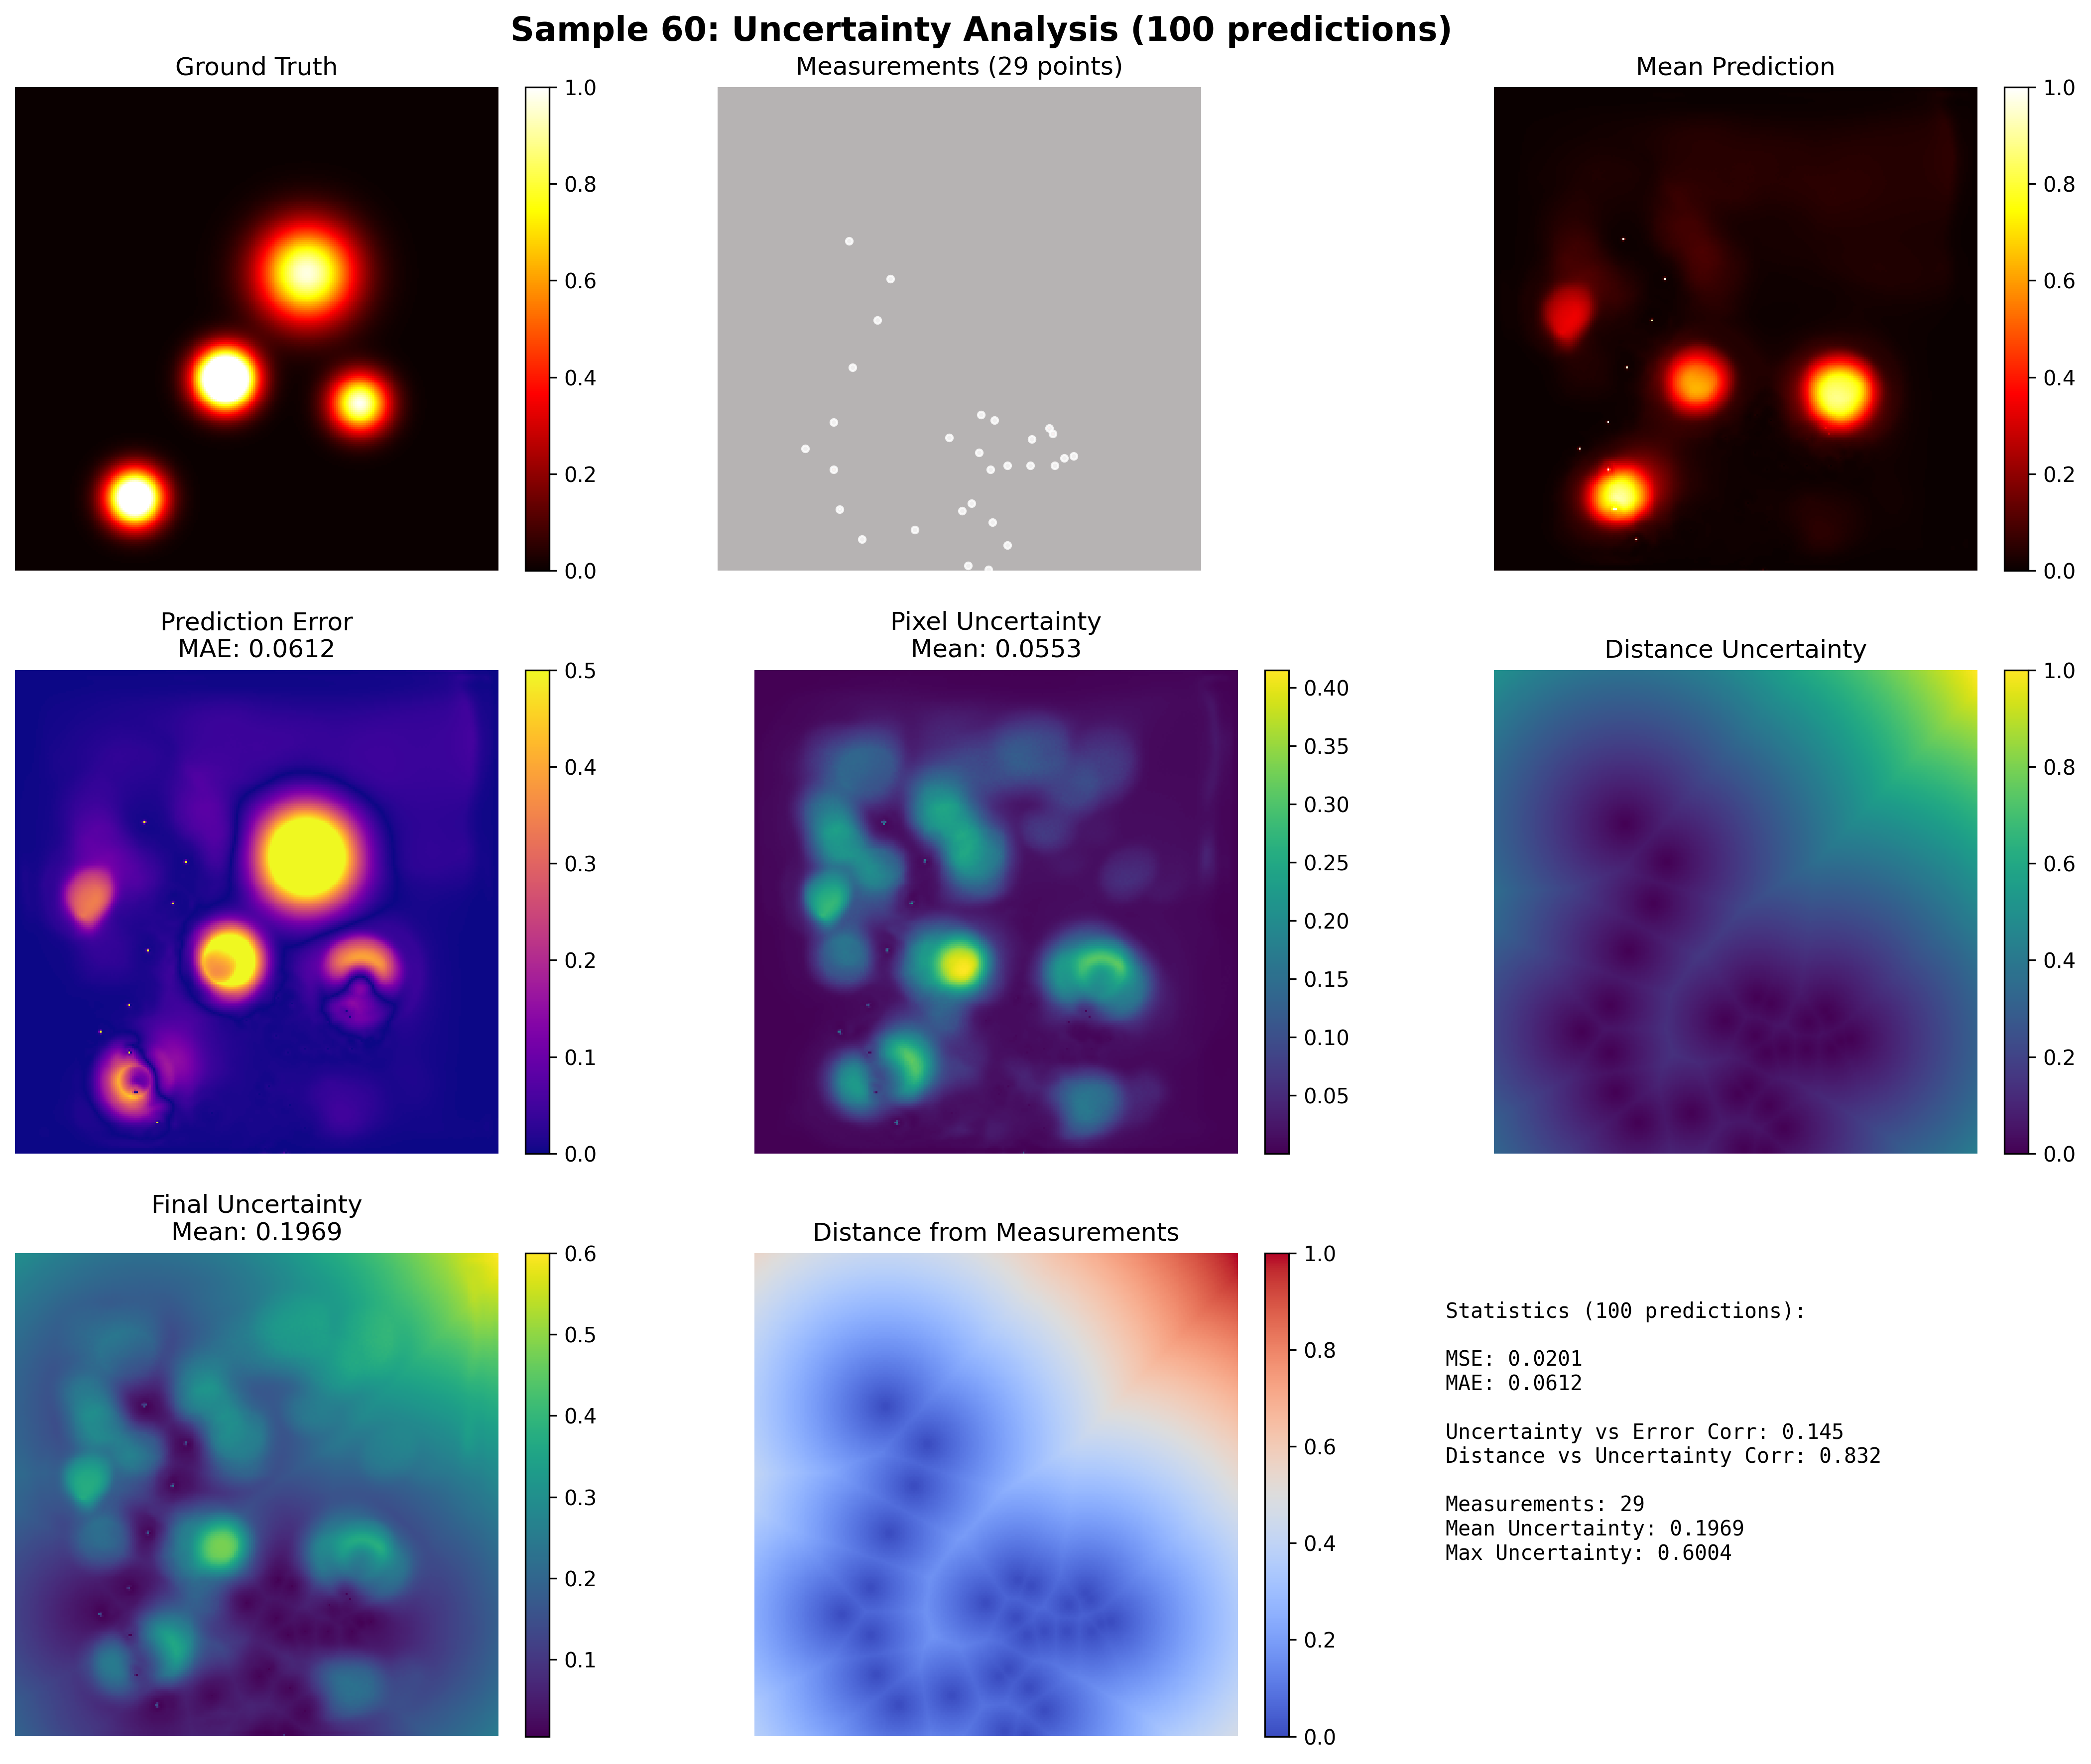 Sample 60: Uncertainty Analysis (100 predictions)
Ground Truth
1.0
0.8
0.6
0.4
0.2
0.0
Measurements (29 points)
Mean Prediction
1.0
0.8
0.6
0.4
0.2
0.0
Prediction Error
MAE: 0.0612
0.5
0.4
0.3
0.2
0.1
0.0
Pixel Uncertainty
Mean: 0.0553
0.40
0.35
0.30
0.25
0.20
0.15
0.10
0.05
Distance Uncertainty
1.0
0.8
0.6
0.4
0.2
0.0
Final Uncertainty
Mean: 0.1969
0.6
0.5
0.4
0.3
0.2
0.1
Distance from Measurements
1.0
0.8
0.6
0.4
0.2
0.0
Statistics (100 predictions):
MSE: 0.0201
MAE: 0.0612
Uncertainty vs Error Corr: 0.145
Distance vs Uncertainty Corr: 0.832
Measurements: 29
Mean Uncertainty: 0.1969
Max Uncertainty: 0.6004